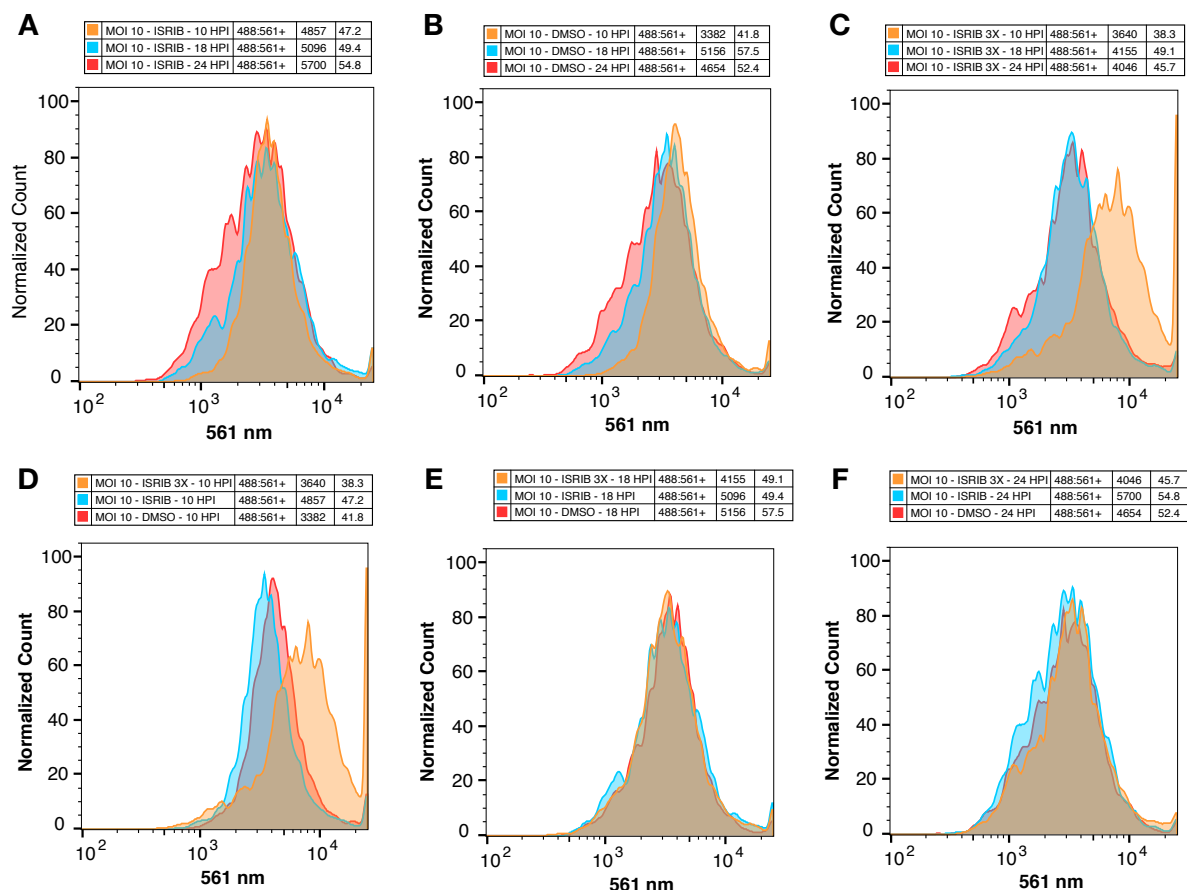 A
MOI 10 - ISRIB - 10 HPI 488:561+ 4857 47.2
MOI 10 - ISRIB - 18 HPI 488:561+ 5096 49.4
MOI 10 - ISRIB - 24 HPI 488:561+ 5700 54.8
Normalized Count
100
80
60
40
20
0
10² 10³ 10⁴
561 nm
B
MOI 10 - DMSO - 10 HPI 488:561+ 3382 41.8
MOI 10 - DMSO - 18 HPI 488:561+ 5156 57.5
MOI 10 - DMSO - 24 HPI 488:561+ 4654 52.4
Normalized Count
100
80
60
40
20
0
10² 10³ 10⁴
561 nm
C
MOI 10 - ISRIB 3X - 10 HPI 488:561+ 3640 38.3
MOI 10 - ISRIB 3X - 18 HPI 488:561+ 4155 49.1
MOI 10 - ISRIB 3X - 24 HPI 488:561+ 4046 45.7
Normalized Count
100
80
60
40
20
0
10² 10³ 10⁴
561 nm
D
MOI 10 - ISRIB 3X - 10 HPI 488:561+ 3640 38.3
MOI 10 - ISRIB - 10 HPI 488:561+ 4857 47.2
MOI 10 - DMSO - 10 HPI 488:561+ 3382 41.8
Normalized Count
100
80
60
40
20
0
10² 10³ 10⁴
561 nm
E
MOI 10 - ISRIB 3X - 18 HPI 488:561+ 4155 49.1
MOI 10 - ISRIB - 18 HPI 488:561+ 5096 49.4
MOI 10 - DMSO - 18 HPI 488:561+ 5156 57.5
Normalized Count
100
80
60
40
20
0
10² 10³ 10⁴
561 nm
F
MOI 10 - ISRIB 3X - 24 HPI 488:561+ 4046 45.7
MOI 10 - ISRIB - 24 HPI 488:561+ 5700 54.8
MOI 10 - DMSO - 24 HPI 488:561+ 4654 52.4
Normalized Count
100
80
60
40
20
0
10² 10³ 10⁴
561 nm